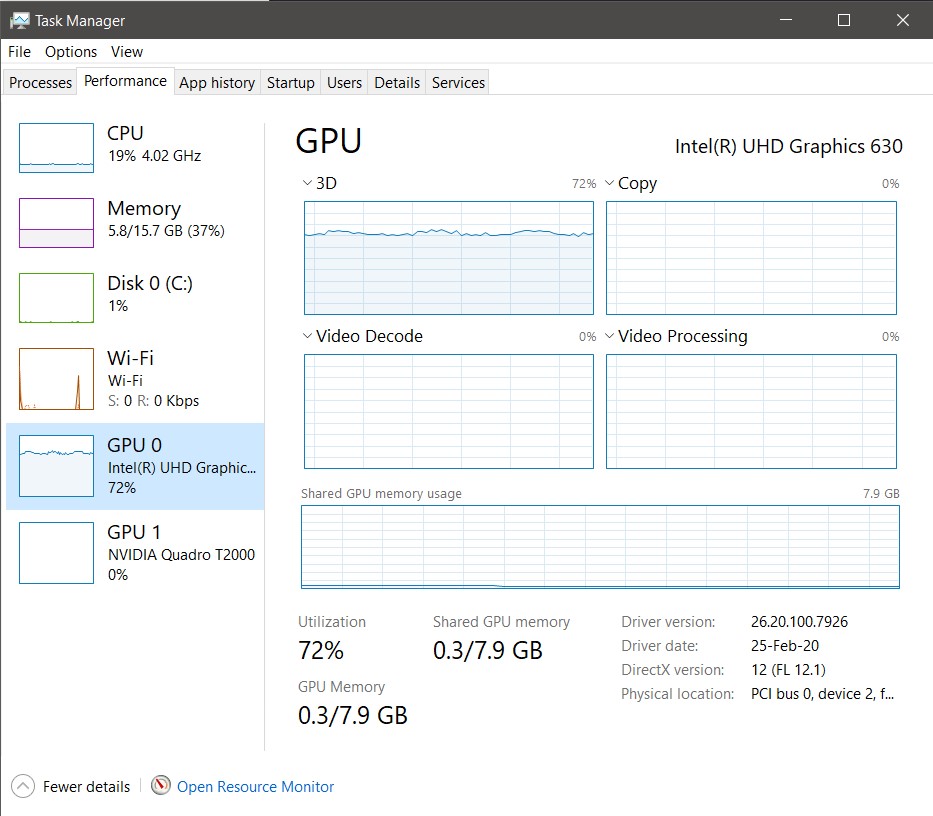 Task Manager
File Options View
Processes Performance App history Startup Users Details Services
CPU
19% 4.02 GHz
Memory
5.8/15.7 GB (37%)
Disk 0 (C:)
1%
Wi-Fi
Wi-Fi
S: 0 R: 0 Kbps
GPU 0
Intel(R) UHD Graphic...
72%
GPU 1
NVIDIA Quadro T2000
0%
GPU Intel(R) UHD Graphics 630
3D 72% Copy 0%
Video Decode 0% Video Processing 0%
Shared GPU memory usage 7.9 GB
Utilization
72%
Shared GPU memory
0.3/7.9 GB
GPU Memory
0.3/7.9 GB
Driver version: 26.20.100.7926
Driver date: 25-Feb-20
DirectX version: 12 (FL 12.1)
Physical location: PCI bus 0, device 2, f...
Fewer details Open Resource Monitor